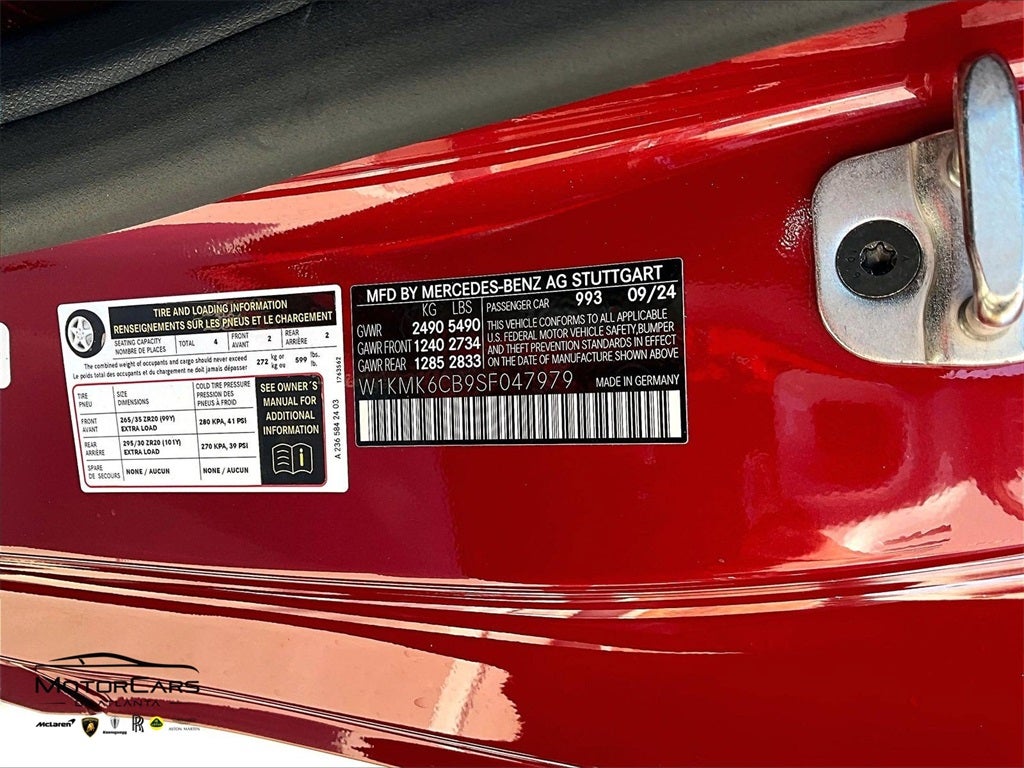 TIRE AND LOADING INFORMATION
RENSEIGNEMENTS SUR LES PNEUS ET LE CHARGEMENT
SEATING CAPACITY
NOMBRE DE PLACES
TOTAL 4
FRONT
AVANT 2
REAR
ARRIÈRE 2
The combined weight of occupants and cargo should never exceed 272 kg or 599 lbs.
Le poids total des occupants et du chargement ne doit jamais dépasser kg ou lb.
TIRE
PNEU
SIZE
DIMENSIONS
COLD TIRE PRESSURE
PRESSION DES
PNEUS À FROID
FRONT
AVANT
265/35 ZR20 (99Y)
EXTRA LOAD
280 KPA, 41 PSI
REAR
ARRIÈRE
295/30 ZR20 (101Y)
EXTRA LOAD
270 KPA, 39 PSI
SPARE
DE SECOURS
NONE / AUCUN
NONE / AUCUN
SEE OWNER´S
MANUAL FOR
ADDITIONAL
INFORMATION
1763562
A 236 584 24 03
MFD BY MERCEDES-BENZ AG STUTTGART
KG LBS
GVWR 2490 5490
GAWR FRONT 1240 2734
GAWR REAR 1285 2833
PASSENGER CAR 993 09/24
THIS VEHICLE CONFORMS TO ALL APPLICABLE
U.S. FEDERAL MOTOR VEHICLE SAFETY,BUMPER
AND THEFT PREVENTION STANDARDS IN EFFECT
ON THE DATE OF MANUFACTURE SHOWN ABOVE
W1KMK6CB9SF047979 MADE IN GERMANY
MOTORCARS
OF ATLANTA
McLaren
Koenigsegg
RR
ASTON MARTIN